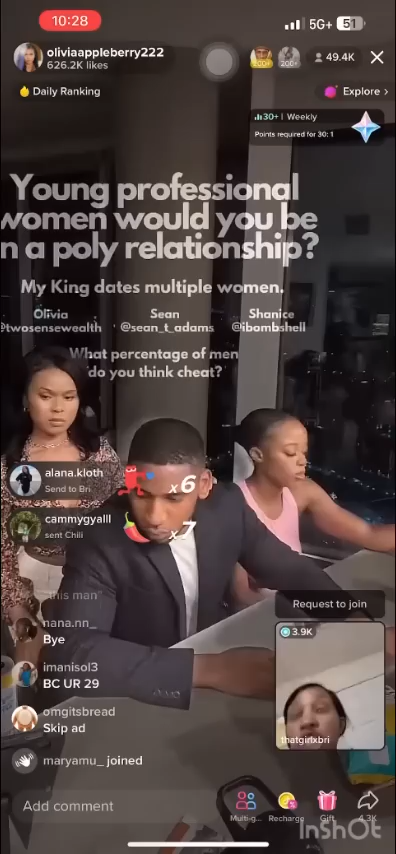 10:28
5G+ 51
oliviaappleberry222
626.2K likes
200+ 200+
49.4K
Daily Ranking
Explore >
30+ | Weekly
Points required for 30: 1
Young professional
women would you be
n a poly relationship?
My King dates multiple women.
Olivia Sean Shanice
@twosensewealth @sean_t_adams @ibombshell
What percentage of men
do you think cheat?
alana.kloth
Send to Bri
x6
cammygyalll
sent Chili
x7
this man"
nana.nn_
Bye
imanisol3
BC UR 29
omgitsbread
Skip ad
maryamu_ joined
Request to join
3.9K
thatgirlxbri
Add comment
Multi-g... Recharge Gift 4.3K
InShOt